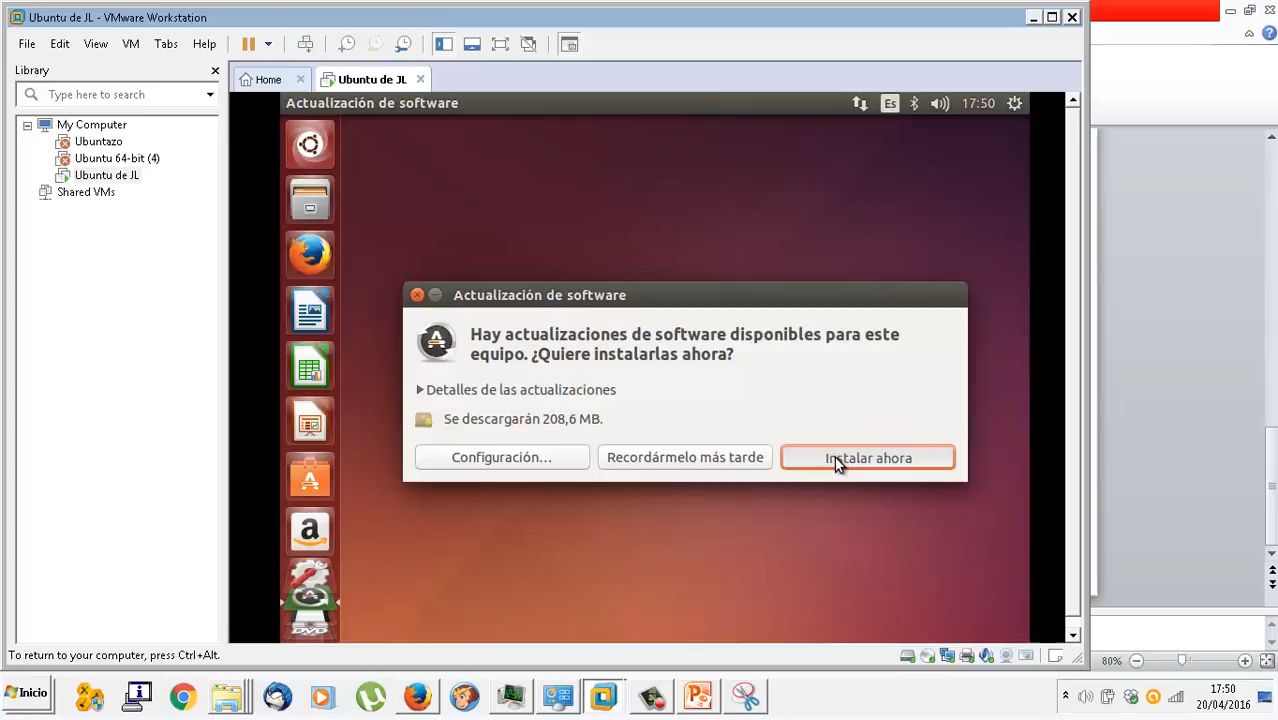 Ubuntu de JL - VMware Workstation
File Edit View VM Tabs Help
Library
Type here to search
My Computer
Ubuntazo
Ubuntu 64-bit (4)
Ubuntu de JL
Shared VMs
Home
Ubuntu de JL
Actualización de software
Es
17:50
Actualización de software
Hay actualizaciones de software disponibles para este
equipo. ¿Quiere instalarlas ahora?
Detalles de las actualizaciones
Se descargarán 208,6 MB.
Configuración... Recordármelo más tarde Instalar ahora
a
DVD
To return to your computer, press Ctrl+Alt.
80%
Inicio
17:50
20/04/2016